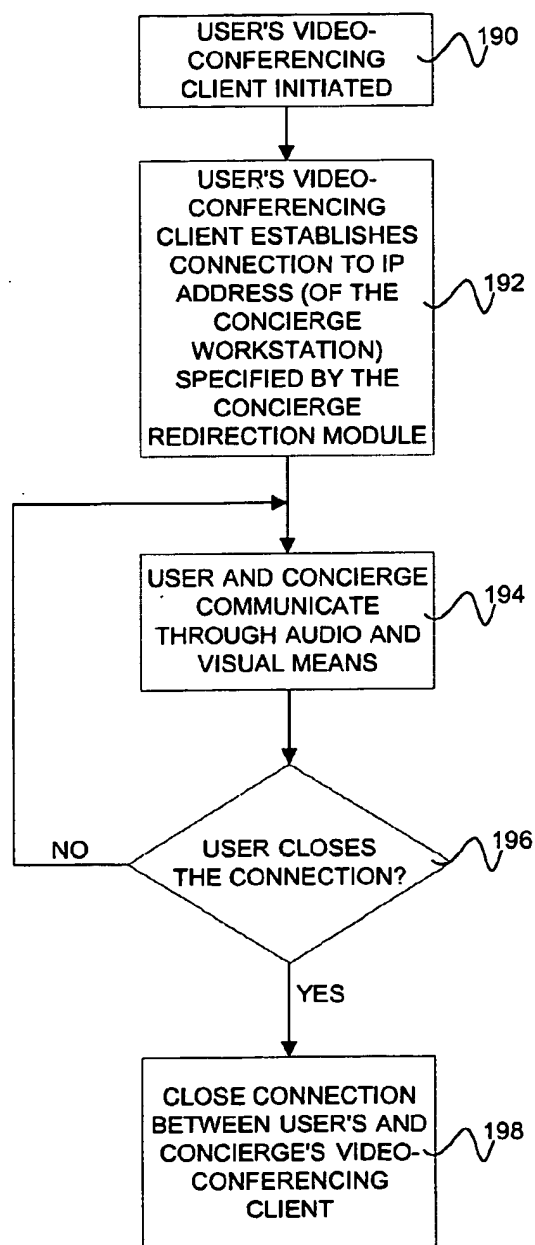 USER'S VIDEO-
CONFERENCING
CLIENT INITIATED
190
USER'S VIDEO-
CONFERENCING
CLIENT ESTABLISHES
CONNECTION TO IP
ADDRESS (OF THE
CONCIERGE
WORKSTATION)
SPECIFIED BY THE
CONCIERGE
REDIRECTION MODULE
192
USER AND CONCIERGE
COMMUNICATE
THROUGH AUDIO AND
VISUAL MEANS
194
USER CLOSES
THE CONNECTION?
196
NO
YES
CLOSE CONNECTION
BETWEEN USER'S AND
CONCIERGE'S VIDEO-
CONFERENCING
CLIENT
198